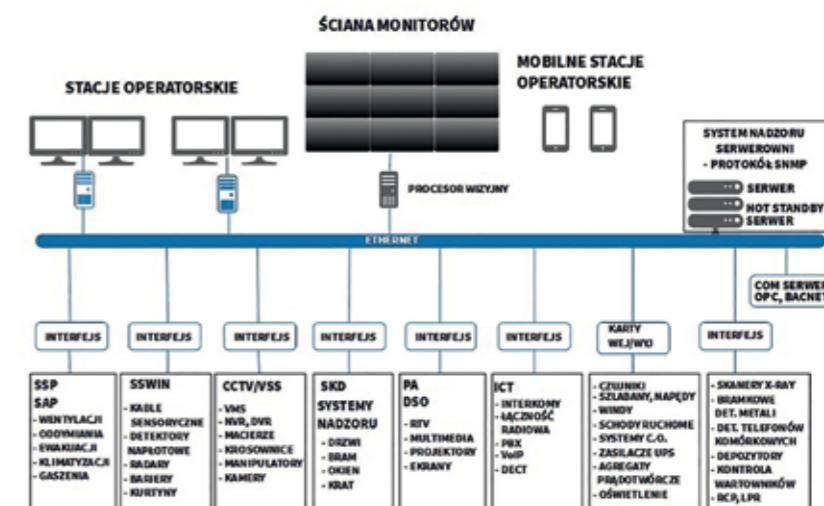 ŚCIANA MONITORÓW
STACJE OPERATORSKIE
MOBILNE STACJE
OPERATORSKIE
SYSTEM NADZORU
SERWEROWNI
- PROTOKÓŁ SNMP
SERWER
HOT STANDBY
SERWER
PROCESOR WIZYJNY
ETHERNET
COM SERWER
OPC, BACNET
INTERFEJS
INTERFEJS
INTERFEJS
INTERFEJS
INTERFEJS
INTERFEJS
KARTY
WEJ/WYJ
INTERFEJS
SSP
SAP
- WENTYLACJI
- ODDYMIANIA
- EWAKUACJI
- KLIMATYZACJI
- GASZENIA
SSWIN
- KABLE
SENSORYCZNE
- DETEKTORY
NAPŁOTOWE
- RADARY
- BARIERY
- KURTYNY
CCTV/VSS
- VMS
- NVR, DVR
- MACIERZE
- KROSOWNICE
- MANIPULATORY
- KAMERY
SKD
SYSTEMY
NADZORU
- DRZWI
- BRAM
- OKIEN
- KRAT
PA
DSO
- RTV
- MULTIMEDIA
- PROJEKTORY
- EKRANY
ICT
- INTERKOMY
- ŁĄCZNOŚĆ
RADIOWA
- PBX
- VoIP
- DECT
- CZUJNIKI
- SZLABANY, NAPĘDY
- WINDY
- SCHODY RUCHOME
- SYSTEMY C.O.
- ZASILACZE UPS
- AGREGATY
PRĄDOTWÓRCZE
- OŚWIETLENIE
- SKANERY X-RAY
- BRAMKOWE
DET. METALI
- DET. TELEFONÓW
KOMÓRKOWYCH
- DEPOZYTORY
- KONTROLA
WARTOWNIKÓW
- RCP, LPR